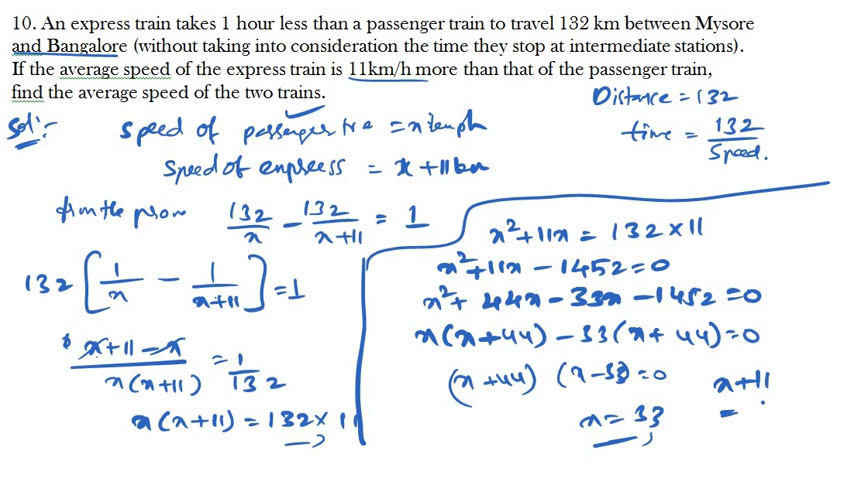 10. An express train takes 1 hour less than a passenger train to travel 132 km between Mysore
and Bangalore (without taking into consideration the time they stop at intermediate stations).
If the average speed of the express train is 11km/h more than that of the passenger train,
find the average speed of the two trains.
Distance = 132
time = 132/Speed.
Sol:-
Speed of passenger = x
Speed of = x + 11 km
from the
132/x - 132/x+11 = 1
132 [1/x - 1/x+11] = 1
x+11-x / x(x+11) = 1/132
x(x+11) = 132×11
x²+11x = 132×11
x²+11x - 1452=0
x²+ 44x-33x-1452=0
x(x+44) -33(x+44)=0
(x+44) (x-33)=0
x=33
x+11
=